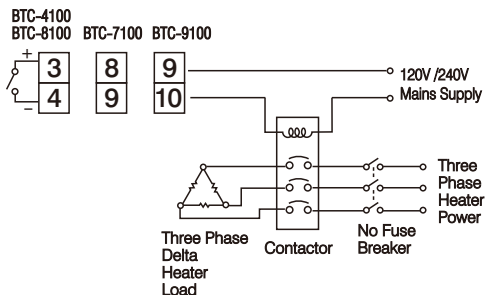 BTC-4100
BTC-8100 BTC-7100 BTC-9100
+
3 8 9
4 9 10
−
120V /240V
Mains Supply
Three
Phase
Heater
Power
Three Phase
Delta
Heater
Load
Contactor
No Fuse
Breaker